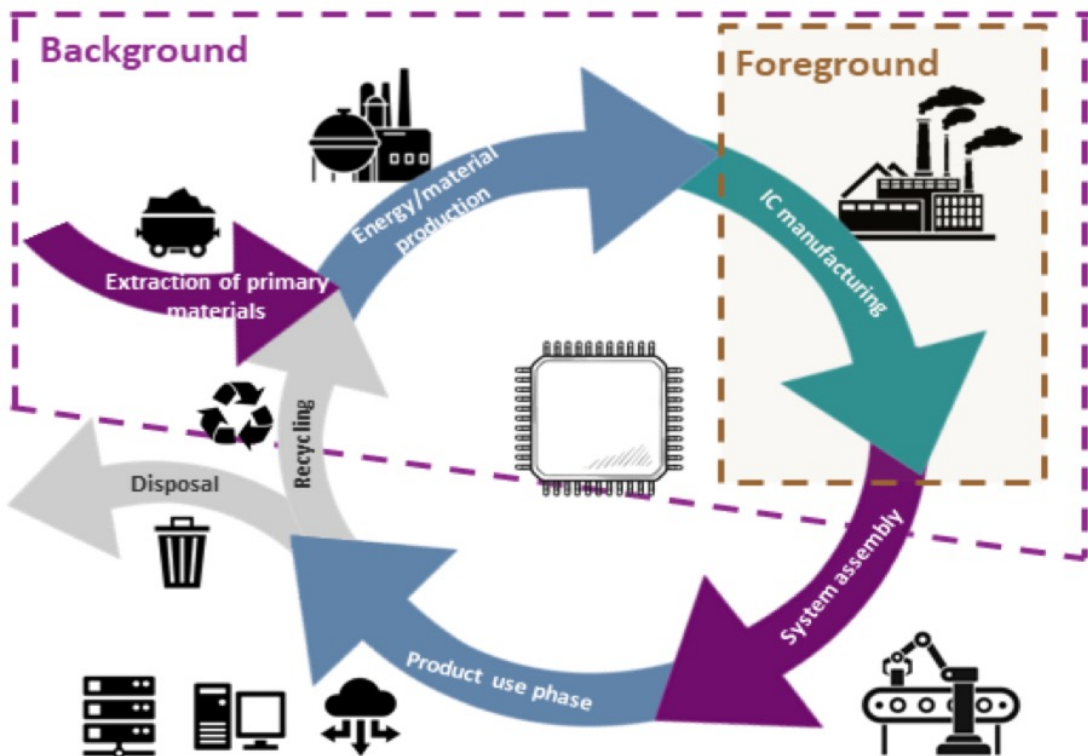 Background
Foreground
Energy/material
production
IC manufacturing
Extraction of primary
materials
Recycling
Disposal
System assembly
Product use phase